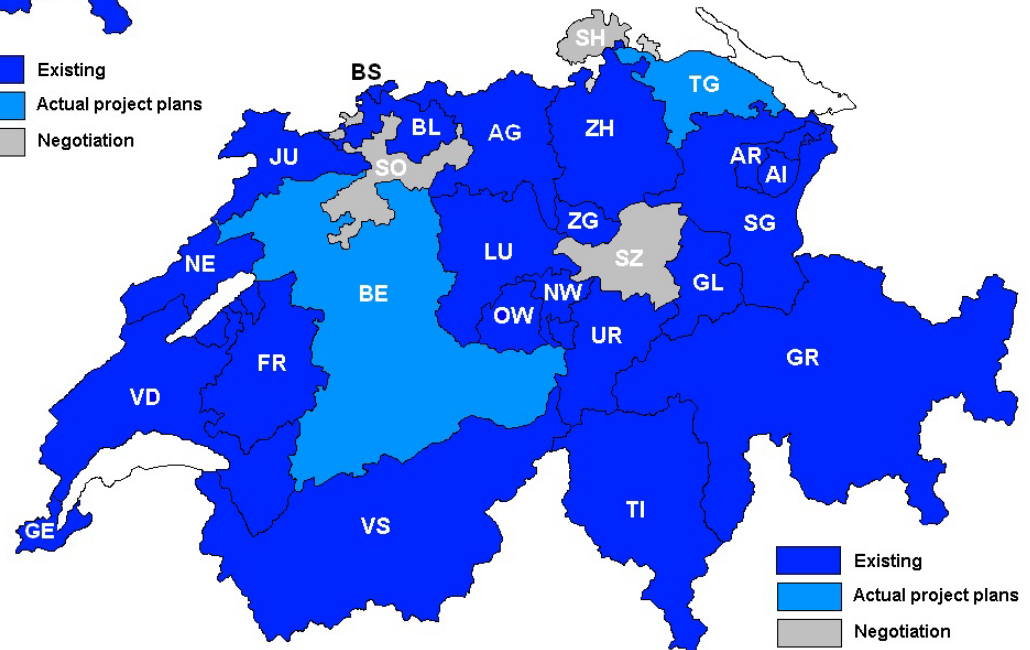 SH
Existing
BS
TG
Actual project plans
BL
AG
ZH
Negotiation
JU
SO
AR
AI
ZG
SG
LU
SZ
NE
NW
GL
BE
OW
UR
FR
GR
VD
TI
VS
GE
Existing
Actual project plans
Negotiation